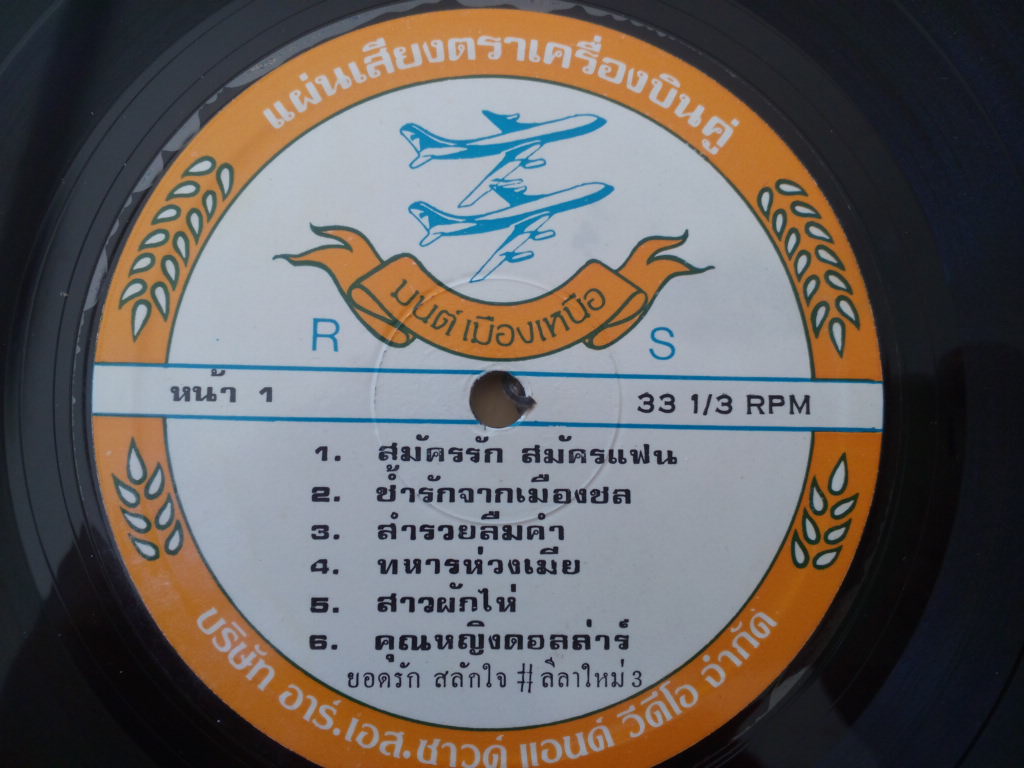 แผ่นเสียงตราเครื่องบินคู่
มนต์เมืองเหนือ
R S
หน้า 1 33 1/3 RPM
1. สมัครรัก สมัครแฟน
2. ช้ำรักจากเมืองชล
3. สำรวยลืมคำ
4. ทหารห่วงเมีย
5. สาวผักไห่
6. คุณหญิงดอลล่าร์
ยอดรัก สลักใจ # ลีลาใหม่ 3
บริษัท อาร์.เอส.ซาวด์ แอนด์ วีดีโอ จำกัด